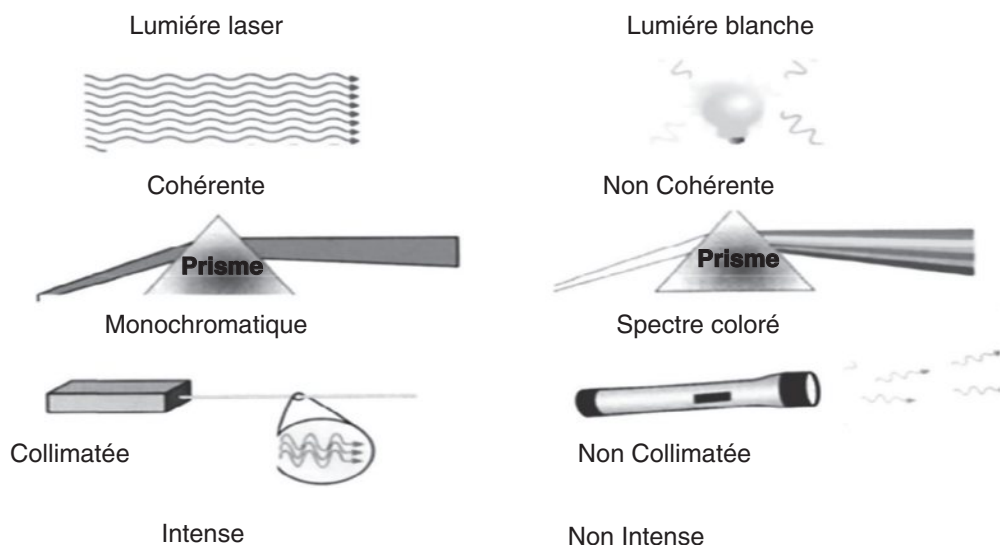 Lumiére laser
Lumiére blanche
Cohérente
Non Cohérente
Prisme
Prisme
Monochromatique
Spectre coloré
Collimatée
Non Collimatée
Intense
Non Intense